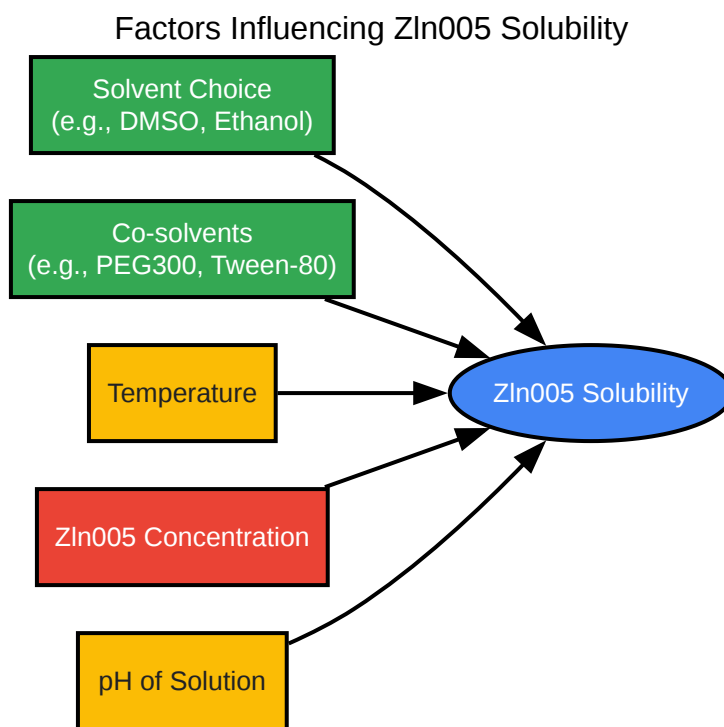 Factors Influencing Zln005 Solubility
Solvent Choice
(e.g., DMSO, Ethanol)
Co-solvents
(e.g., PEG300, Tween-80)
Temperature
Zln005 Solubility
Zln005 Concentration
pH of Solution